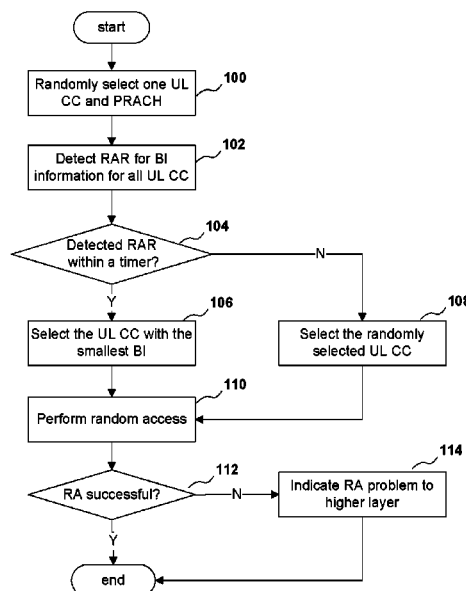 start
Randomly select one UL
CC and PRACH
100
Detect RAR for BI
information for all UL CC
102
Detected RAR
within a timer?
104
N
Y
Select the UL CC with the
smallest BI
106
Select the randomly
selected UL CC
108
Perform random access
110
RA successful?
112
N
Indicate RA problem to
higher layer
114
Y
end